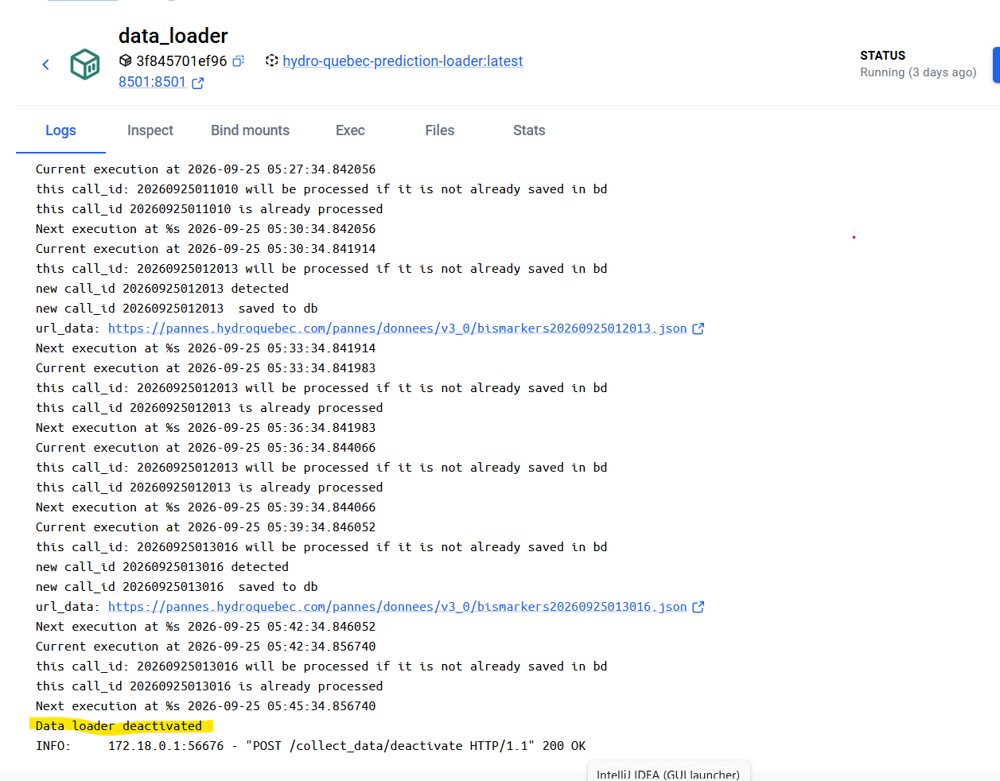 data_loader
3f845701ef96 hydro-quebec-prediction-loader:latest
8501:8501
STATUS
Running (3 days ago)
Logs Inspect Bind mounts Exec Files Stats
Current execution at 2026-09-25 05:27:34.842056
this call_id: 20260925011010 will be processed if it is not already saved in bd
this call_id 20260925011010 is already processed
Next execution at %s 2026-09-25 05:30:34.842056
Current execution at 2026-09-25 05:30:34.841914
this call_id: 20260925012013 will be processed if it is not already saved in bd
new call_id 20260925012013 detected
new call_id 20260925012013  saved to db
url_data: https://pannes.hydroquebec.com/pannes/donnees/v3_0/bismarkers20260925012013.json
Next execution at %s 2026-09-25 05:33:34.841914
Current execution at 2026-09-25 05:33:34.841983
this call_id: 20260925012013 will be processed if it is not already saved in bd
this call_id 20260925012013 is already processed
Next execution at %s 2026-09-25 05:36:34.841983
Current execution at 2026-09-25 05:36:34.844066
this call_id: 20260925012013 will be processed if it is not already saved in bd
this call_id 20260925012013 is already processed
Next execution at %s 2026-09-25 05:39:34.844066
Current execution at 2026-09-25 05:39:34.846052
this call_id: 20260925013016 will be processed if it is not already saved in bd
new call_id 20260925013016 detected
new call_id 20260925013016  saved to db
url_data: https://pannes.hydroquebec.com/pannes/donnees/v3_0/bismarkers20260925013016.json
Next execution at %s 2026-09-25 05:42:34.846052
Current execution at 2026-09-25 05:42:34.856740
this call_id: 20260925013016 will be processed if it is not already saved in bd
this call_id 20260925013016 is already processed
Next execution at %s 2026-09-25 05:45:34.856740
Data loader deactivated
INFO:     172.18.0.1:56676 - "POST /collect_data/deactivate HTTP/1.1" 200 OK
IntelliJ IDEA (GUI launcher)